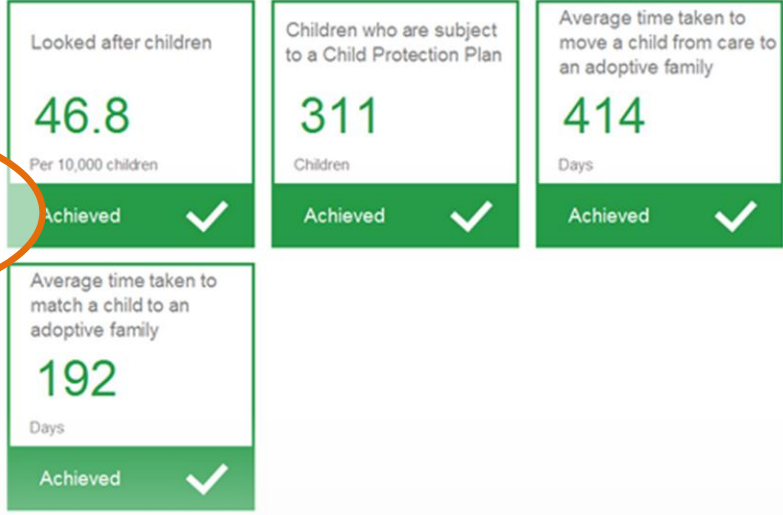 Looked after children
46.8
Per 10,000 children
Achieved
Children who are subject
to a Child Protection Plan
311
Children
Achieved
Average time taken to
move a child from care to
an adoptive family
414
Days
Achieved
Average time taken to
match a child to an
adoptive family
192
Days
Achieved